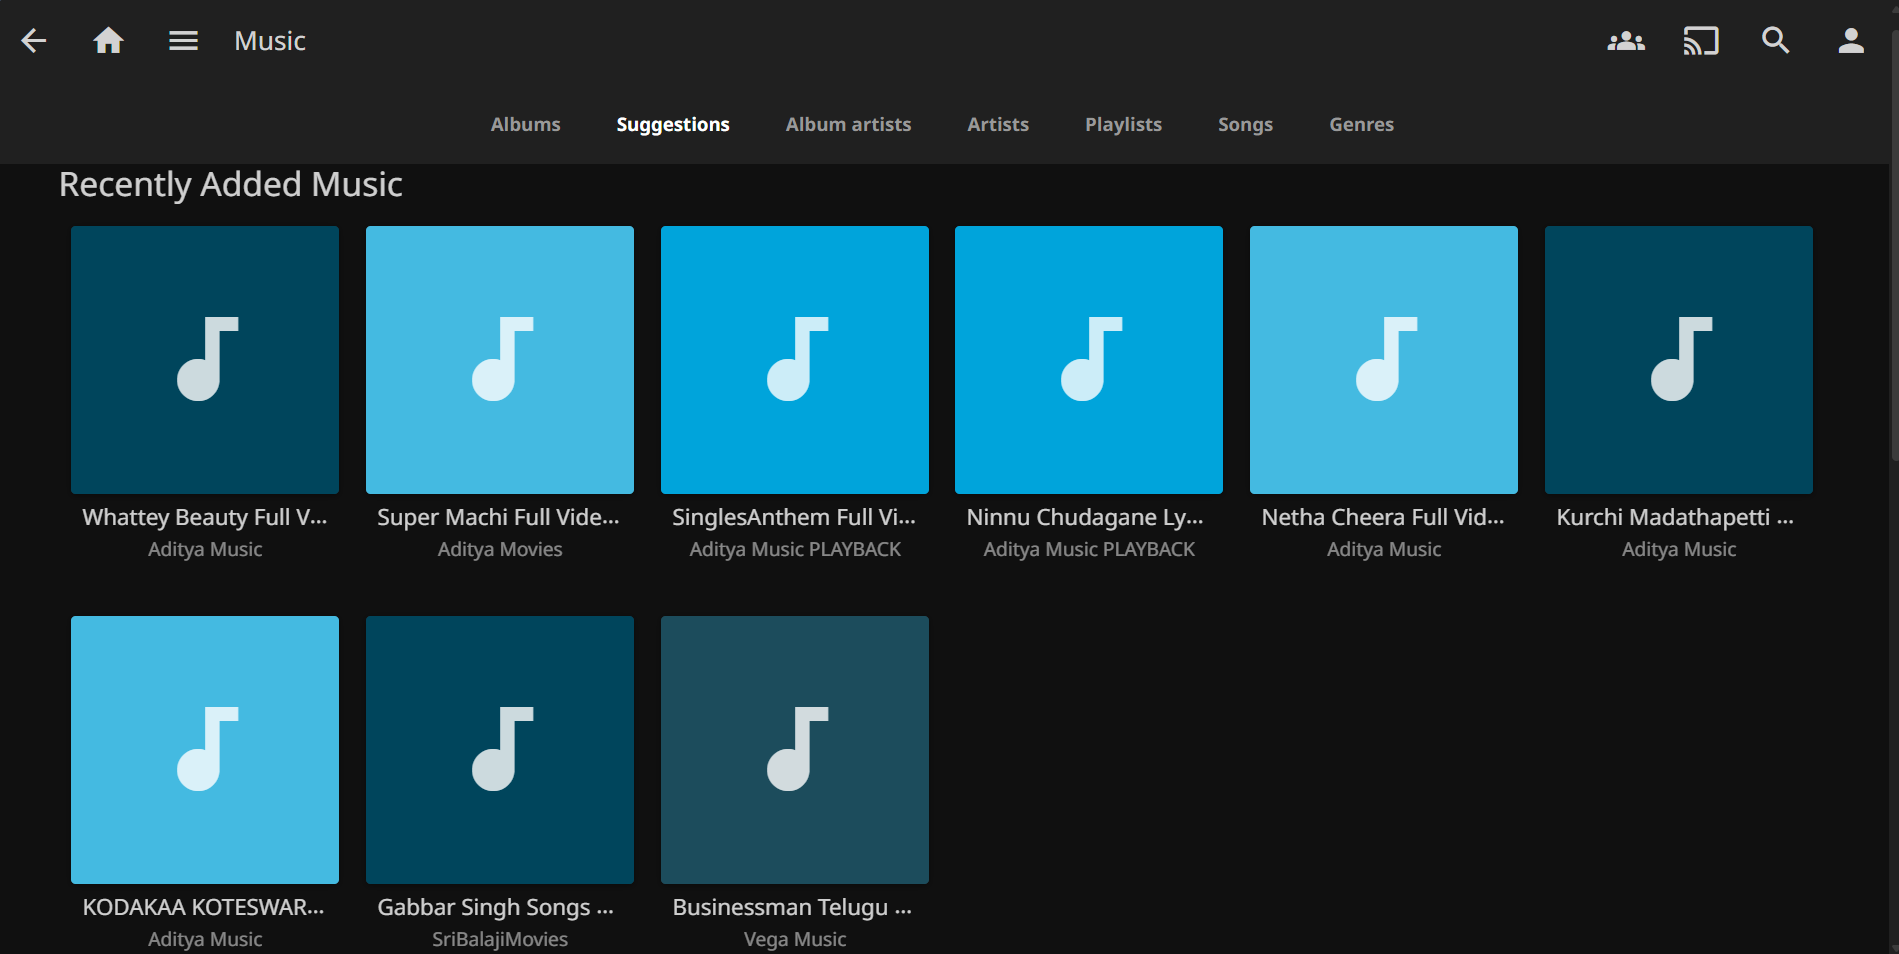 Music
Albums Suggestions Album artists Artists Playlists Songs Genres
Recently Added Music
Whattey Beauty Full V... Super Machi Full Vide... SinglesAnthem Full Vi... Ninnu Chudagane Ly... Netha Cheera Full Vid... Kurchi Madathapetti ...
Aditya Music Aditya Movies Aditya Music PLAYBACK Aditya Music PLAYBACK Aditya Music Aditya Music
KODAKAA KOTESWAR... Gabbar Singh Songs ... Businessman Telugu ...
Aditya Music SriBalajiMovies Vega Music